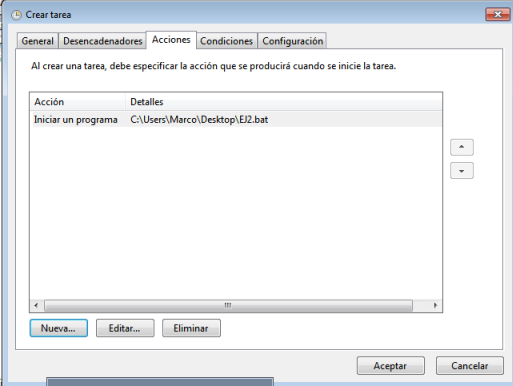 Crear tarea
General Desencadenadores Acciones Condiciones Configuración
Al crear una tarea, debe especificar la acción que se producirá cuando se inicie la tarea.
Acción Detalles
Iniciar un programa C:\Users\Marco\Desktop\EJ2.bat
Nueva... Editar... Eliminar
Aceptar Cancelar